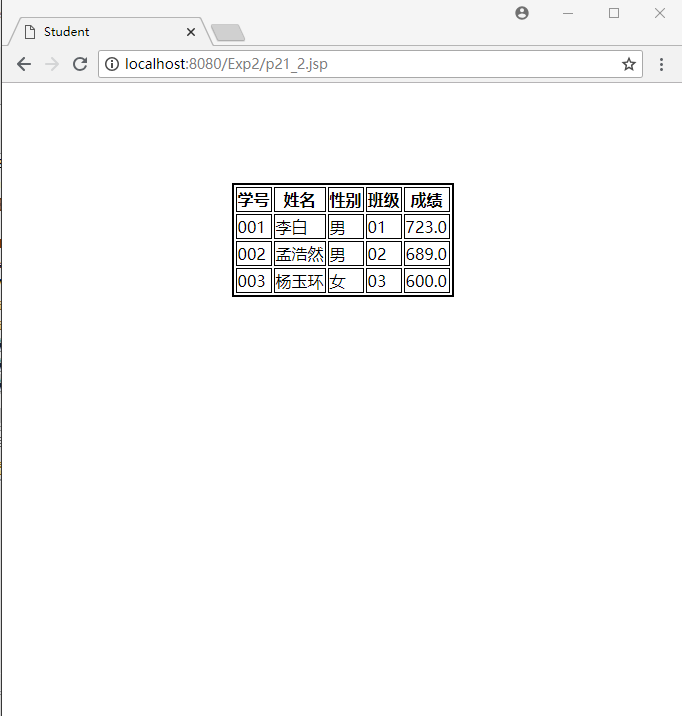 Student
localhost:8080/Exp2/p21_2.jsp
学号 姓名 性别 班级 成绩
001 李白 男 01 723.0
002 孟浩然 男 02 689.0
003 杨玉环 女 03 600.0